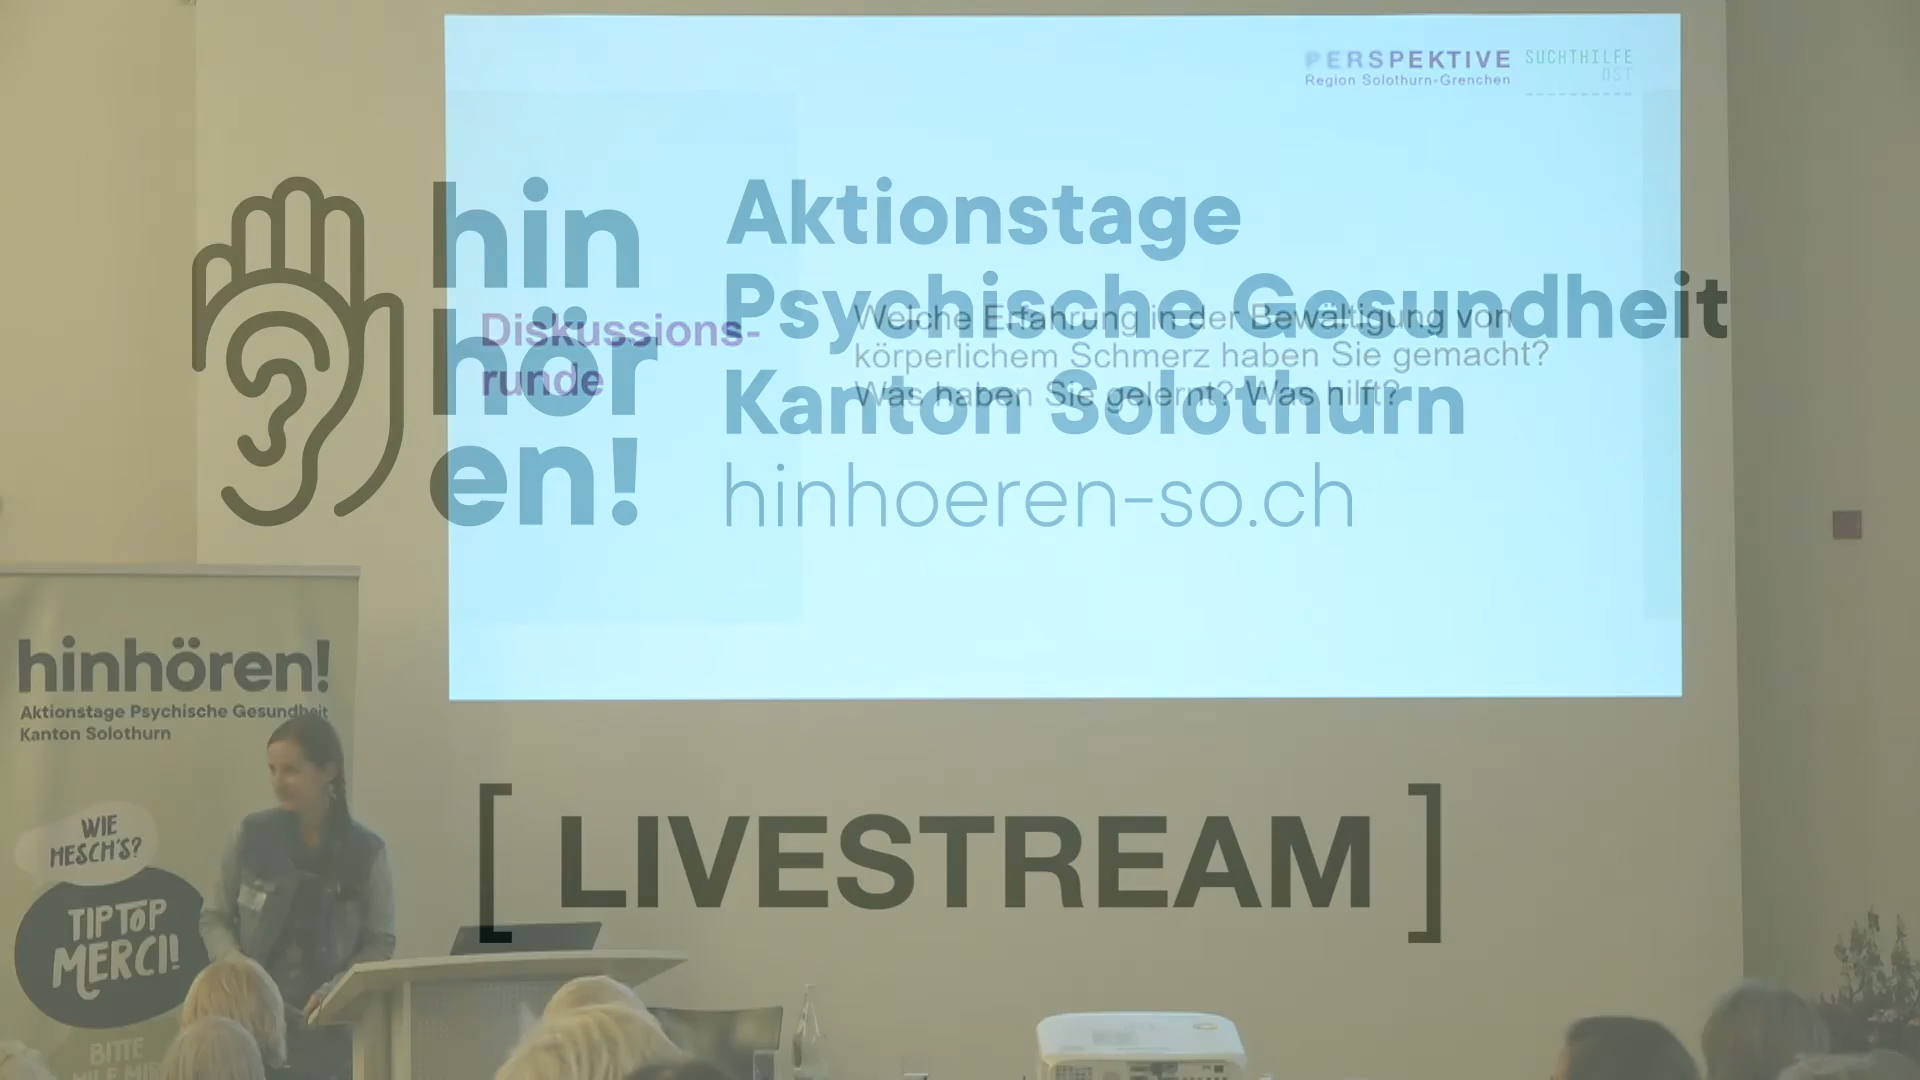 PERSPEKTIVE
Region Solothurn-Grenchen
SUCHTHILFE
OST
hin
hör
en!
Aktionstage
Psychische Gesundheit
Kanton Solothurn
hinhoeren-so.ch
Diskussions-
runde
Welche Erfahrung in der Bewältigung von
körperlichem Schmerz haben Sie gemacht?
Was haben Sie gelernt? Was hilft?
hinhören!
Aktionstage Psychische Gesundheit
Kanton Solothurn
WIE
MESCH'S?
TIPTOP
MERCI!
BITTE
[ LIVESTREAM ]